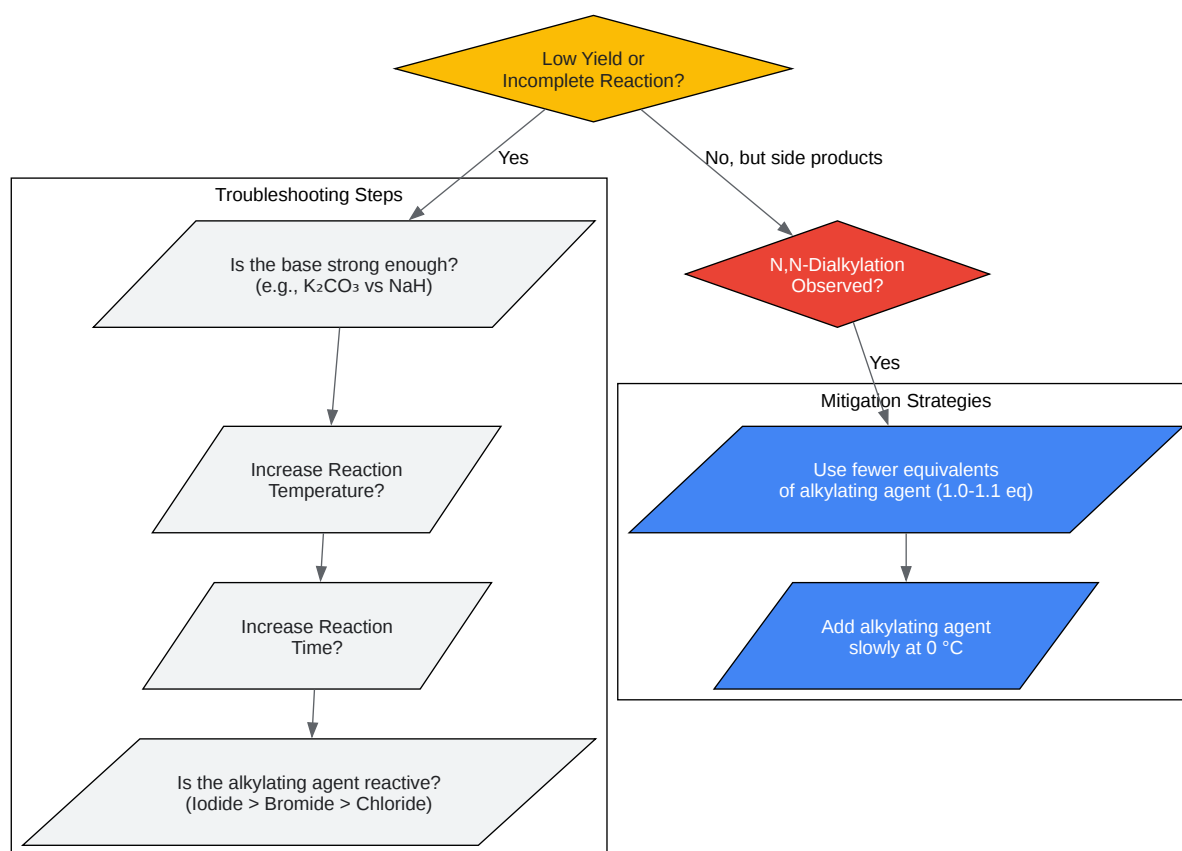 Low Yield or
Incomplete Reaction?
Yes
No, but side products
Troubleshooting Steps
Is the base strong enough?
(e.g., K₂CO₃ vs NaH)
N,N-Dialkylation
Observed?
Yes
Mitigation Strategies
Increase Reaction
Temperature?
Use fewer equivalents
of alkylating agent (1.0-1.1 eq)
Increase Reaction
Time?
Add alkylating agent
slowly at 0 °C
Is the alkylating agent reactive?
(Iodide > Bromide > Chloride)